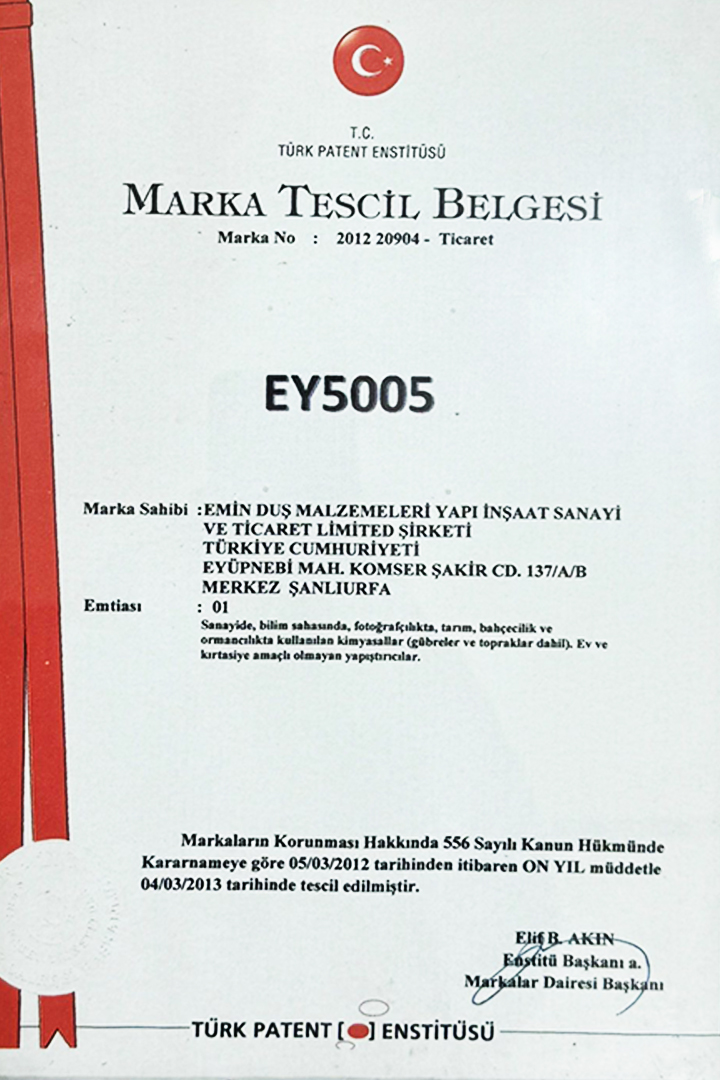 T.C.
TÜRK PATENT ENSTİTÜSÜ
MARKA TESCİL BELGESİ
Marka No : 2012 20904 - Ticaret
EY5005
Marka Sahibi :EMİN DUŞ MALZEMELERİ YAPI İNŞAAT SANAYİ
VE TİCARET LİMİTED ŞİRKETİ
TÜRKİYE CUMHURİYETİ
EYÜPNEBİ MAH. KOMSER ŞAKİR CD. 137/A/B
MERKEZ ŞANLIURFA
Emtiası : 01
Sanayide, bilim sahasında, fotoğrafçılıkta, tarım, bahçecilik ve
ormancılıkta kullanılan kimyasallar (gübreler ve topraklar dahil). Ev ve
kırtasiye amaçlı olmayan yapıştırıcılar.
Markaların Korunması Hakkında 556 Sayılı Kanun Hükmünde
Kararnameye göre 05/03/2012 tarihinden itibaren ON YIL müddetle
04/03/2013 tarihinde tescil edilmiştir.
Elif B. AKIN
Enstitü Başkanı a.
Markalar Dairesi Başkanı
TÜRK PATENT [ ] ENSTİTÜSÜ